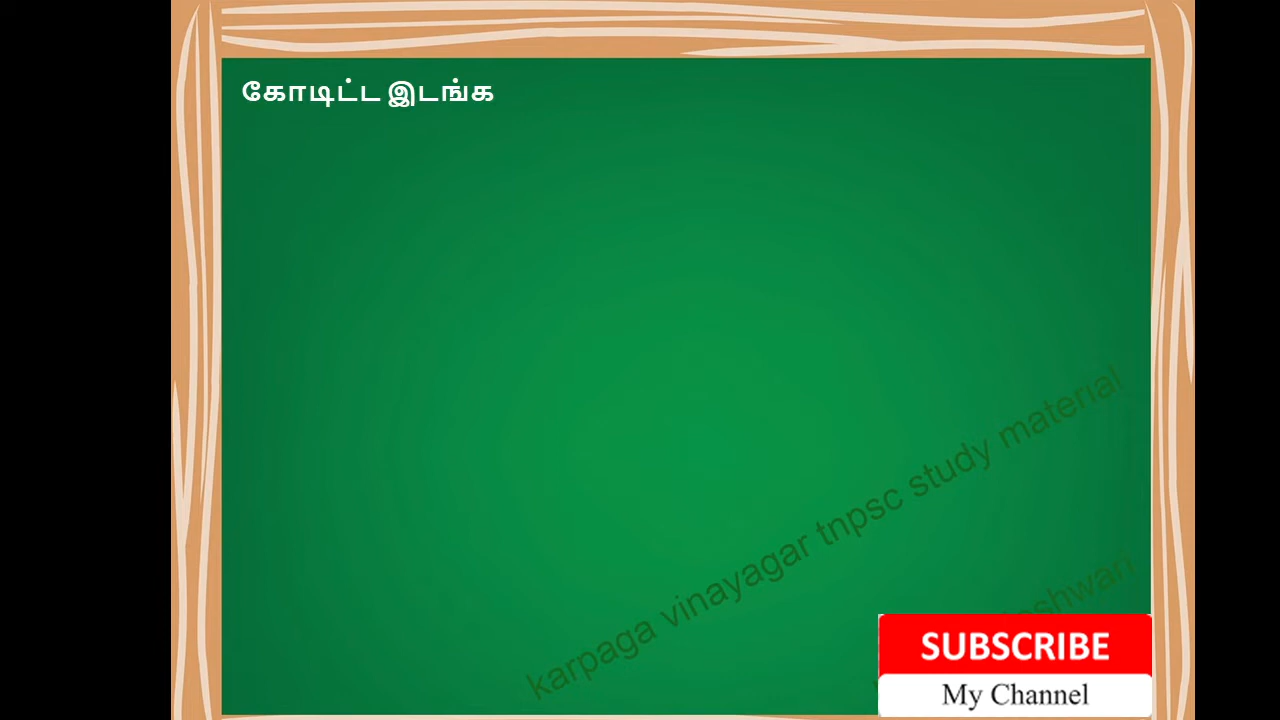 கோடிட்ட இடங்க
karpaga vinayagar tnpsc study material
SUBSCRIBE
My Channel